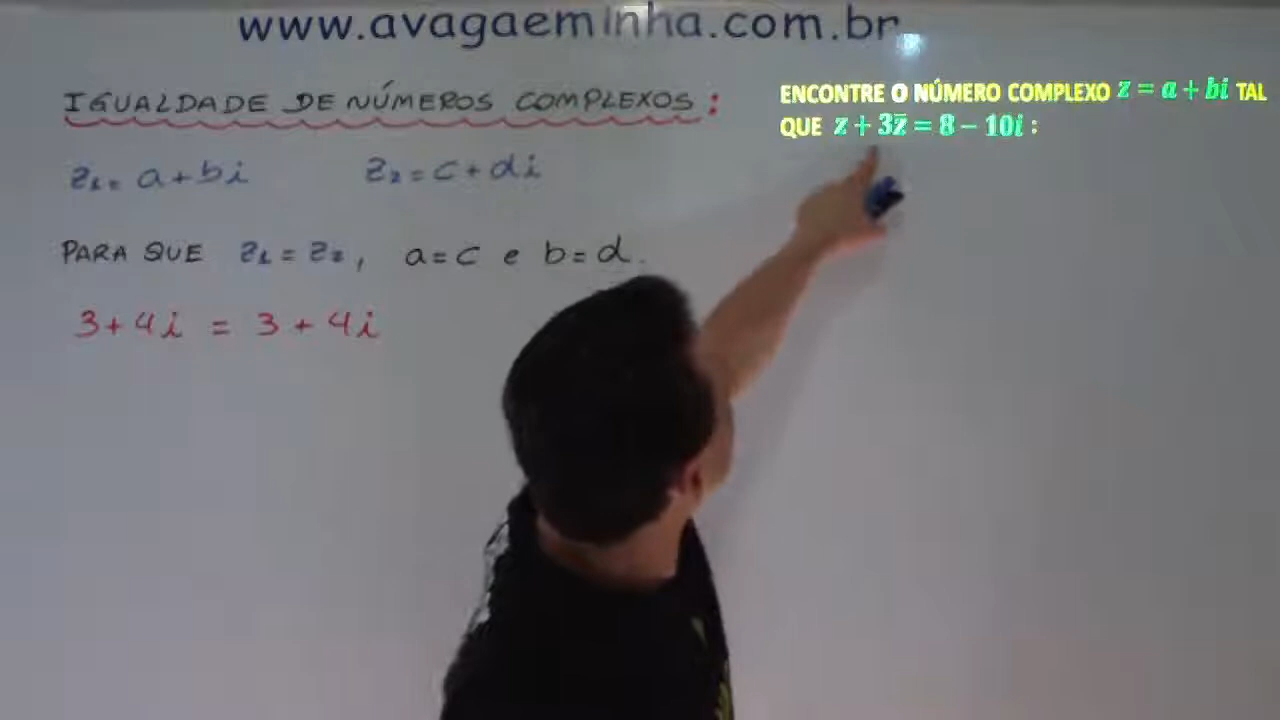 www.avagaeminha.com.br
IGUALDADE DE NÚMEROS COMPLEXOS:
z₁ = a + bi z₂ = c + di
PARA QUE z₁ = z₂, a = c e b = d.
3 + 4i = 3 + 4i
ENCONTRE O NÚMERO COMPLEXO z = a + bi TAL
QUE z + 3z̄ = 8 − 10i :